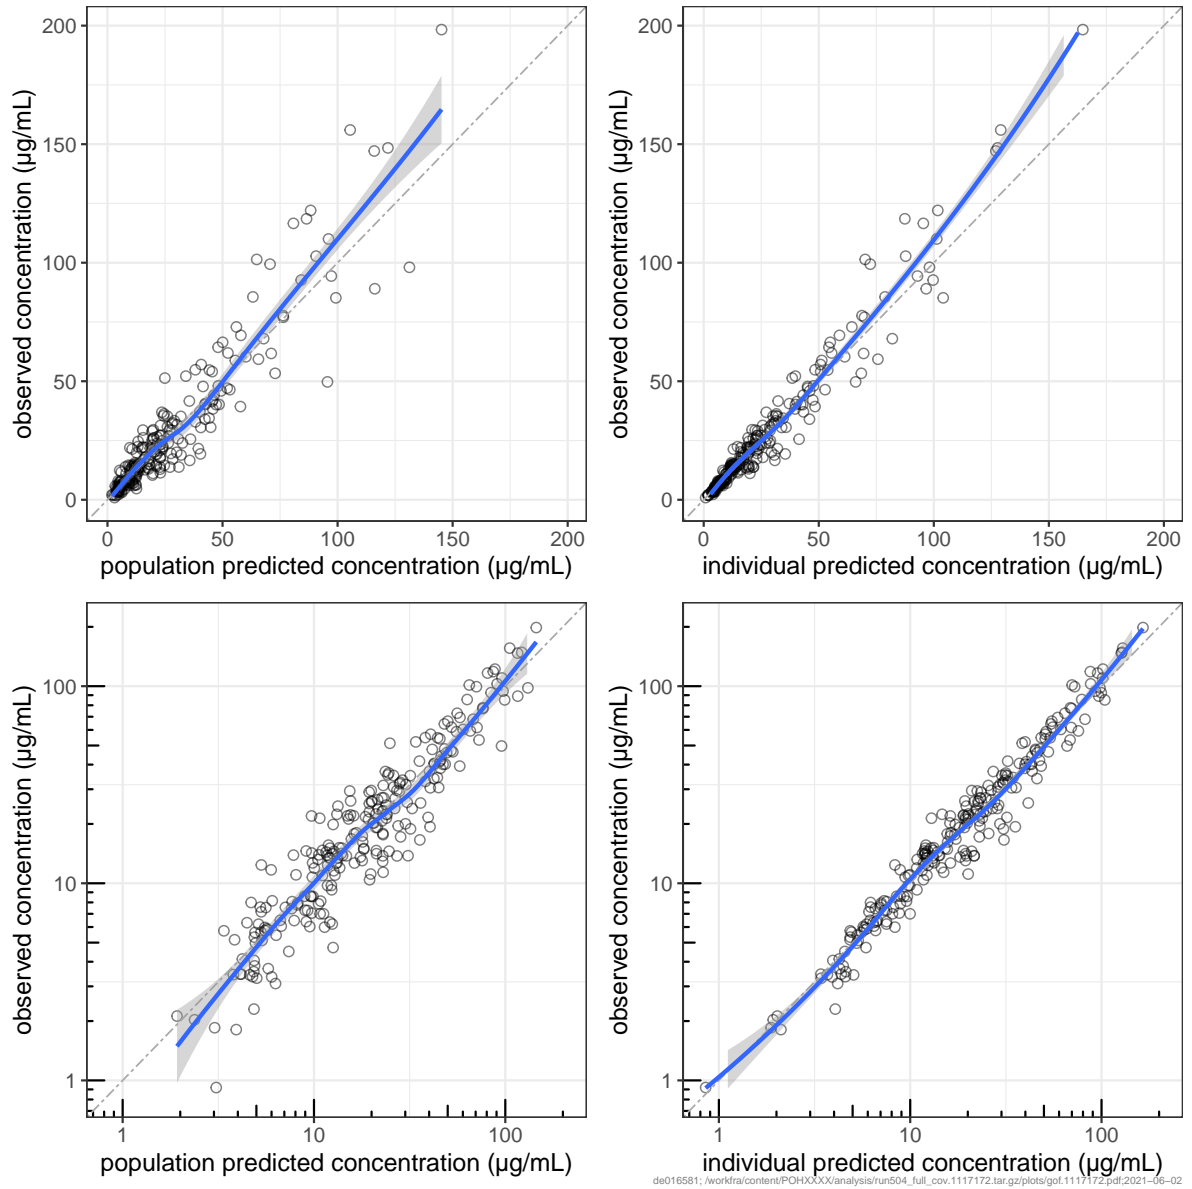 200
150
100
50
0
observed concentration (µg/mL)
0 50 100 150 200
population predicted concentration (µg/mL)
200
150
100
50
0
observed concentration (µg/mL)
0 50 100 150 200
individual predicted concentration (µg/mL)
100
10
1
observed concentration (µg/mL)
1 10 100
population predicted concentration (µg/mL)
100
10
1
observed concentration (µg/mL)
1 10 100
individual predicted concentration (µg/mL)
de016581; /workfra/content/POHXXXX/analysis/run504_full_cov.1117172.tar.gz/plots/gof.1117172.pdf;2021−06−02